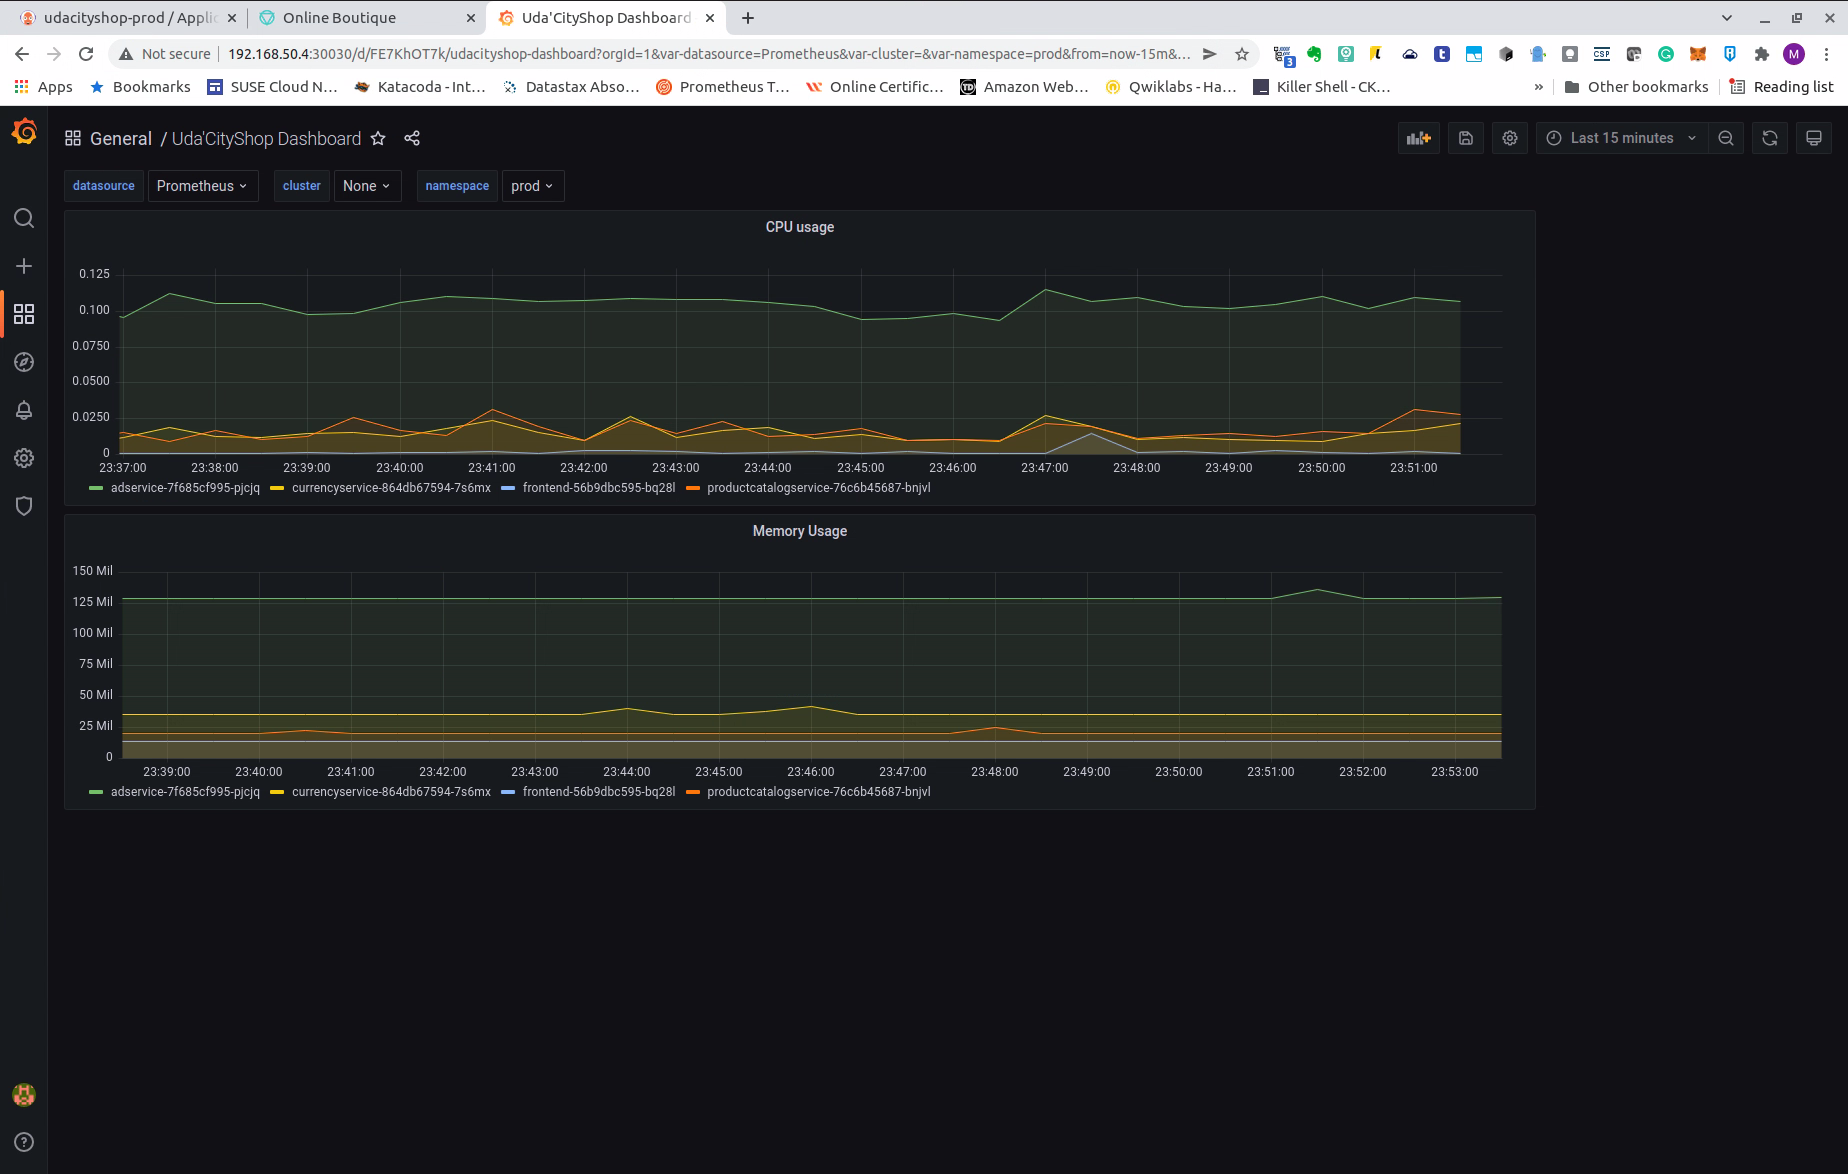 udacityshop-prod / Applic
Online Boutique
Uda'CityShop Dashboard
Not secure
192.168.50.4:30030/d/FE7KhOT7k/udacityshop-dashboard?orgId=1&var-datasource=Prometheus&var-cluster=&var-namespace=prod&from=now-15m&...
3
CSP
M
Apps
Bookmarks
SUSE Cloud N...
Katacoda - Int...
Datastax Abso...
Prometheus T...
Online Certific...
TD
Amazon Web...
Qwiklabs - Ha...
Killer Shell - CK...
»
Other bookmarks
Reading list
General / Uda'CityShop Dashboard
Last 15 minutes
datasource
Prometheus
cluster
None
namespace
prod
CPU usage
0.125
0.100
0.0750
0.0500
0.0250
0
23:37:00 23:38:00 23:39:00 23:40:00 23:41:00 23:42:00 23:43:00 23:44:00 23:45:00 23:46:00 23:47:00 23:48:00 23:49:00 23:50:00 23:51:00
adservice-7f685cf995-pjcjq currencyservice-864db67594-7s6mx frontend-56b9dbc595-bq28l productcatalogservice-76c6b45687-bnjvl
Memory Usage
150 Mil
125 Mil
100 Mil
75 Mil
50 Mil
25 Mil
0
23:39:00 23:40:00 23:41:00 23:42:00 23:43:00 23:44:00 23:45:00 23:46:00 23:47:00 23:48:00 23:49:00 23:50:00 23:51:00 23:52:00 23:53:00
adservice-7f685cf995-pjcjq currencyservice-864db67594-7s6mx frontend-56b9dbc595-bq28l productcatalogservice-76c6b45687-bnjvl